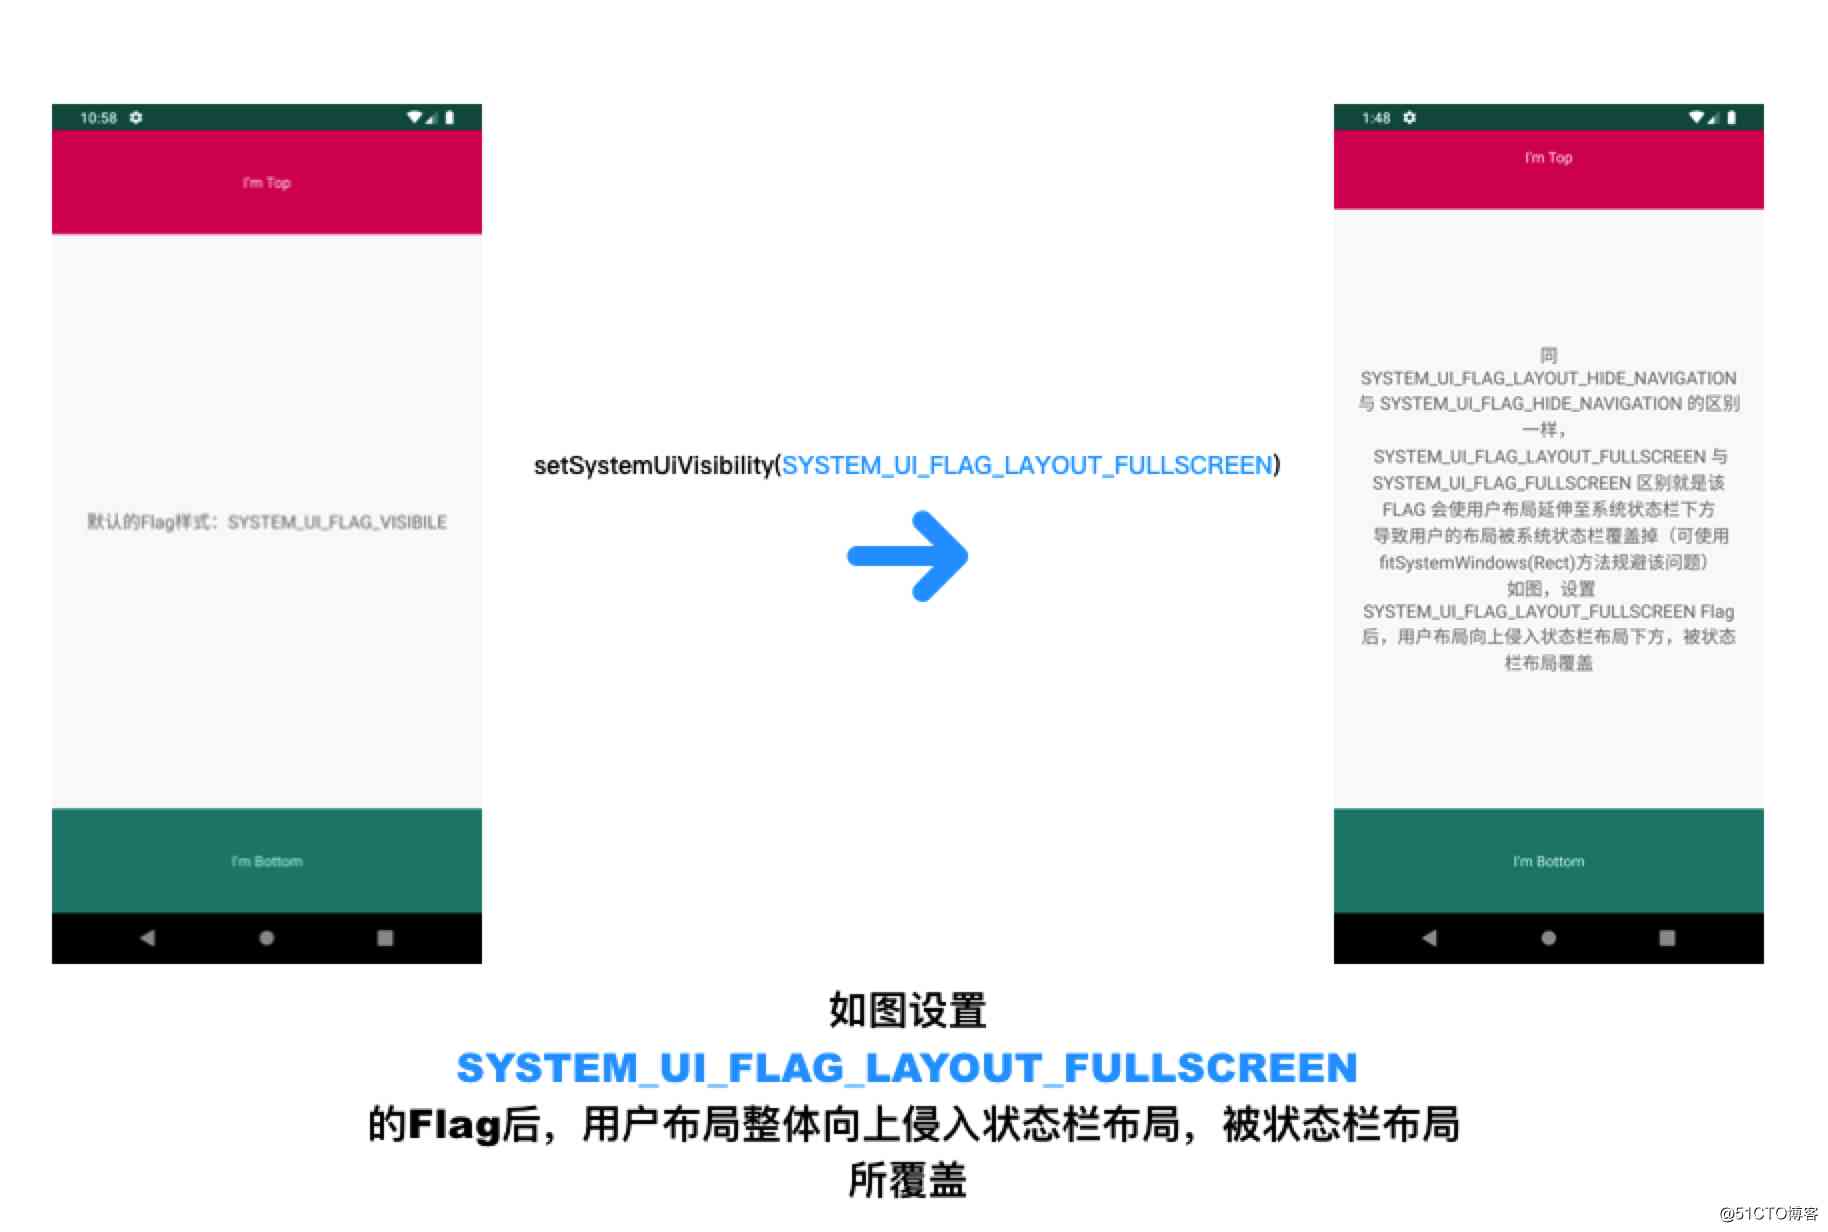 10:58
I'm Top
默认的Flag样式：SYSTEM_UI_FLAG_VISIBILE
I'm Bottom
setSystemUiVisibility(SYSTEM_UI_FLAG_LAYOUT_FULLSCREEN)
1:48
I'm Top
同
SYSTEM_UI_FLAG_LAYOUT_HIDE_NAVIGATION
与 SYSTEM_UI_FLAG_HIDE_NAVIGATION 的区别
一样，
SYSTEM_UI_FLAG_LAYOUT_FULLSCREEN 与
SYSTEM_UI_FLAG_FULLSCREEN 区别就是该
FLAG 会使用户布局延伸至系统状态栏下方
导致用户的布局被系统状态栏覆盖掉（可使用
fitSystemWindows(Rect)方法规避该问题）
如图，设置
SYSTEM_UI_FLAG_LAYOUT_FULLSCREEN Flag
后，用户布局向上侵入状态栏布局下方，被状态
栏布局覆盖
I'm Bottom
如图设置
SYSTEM_UI_FLAG_LAYOUT_FULLSCREEN
的Flag后，用户布局整体向上侵入状态栏布局，被状态栏布局
所覆盖
@51CTO博客